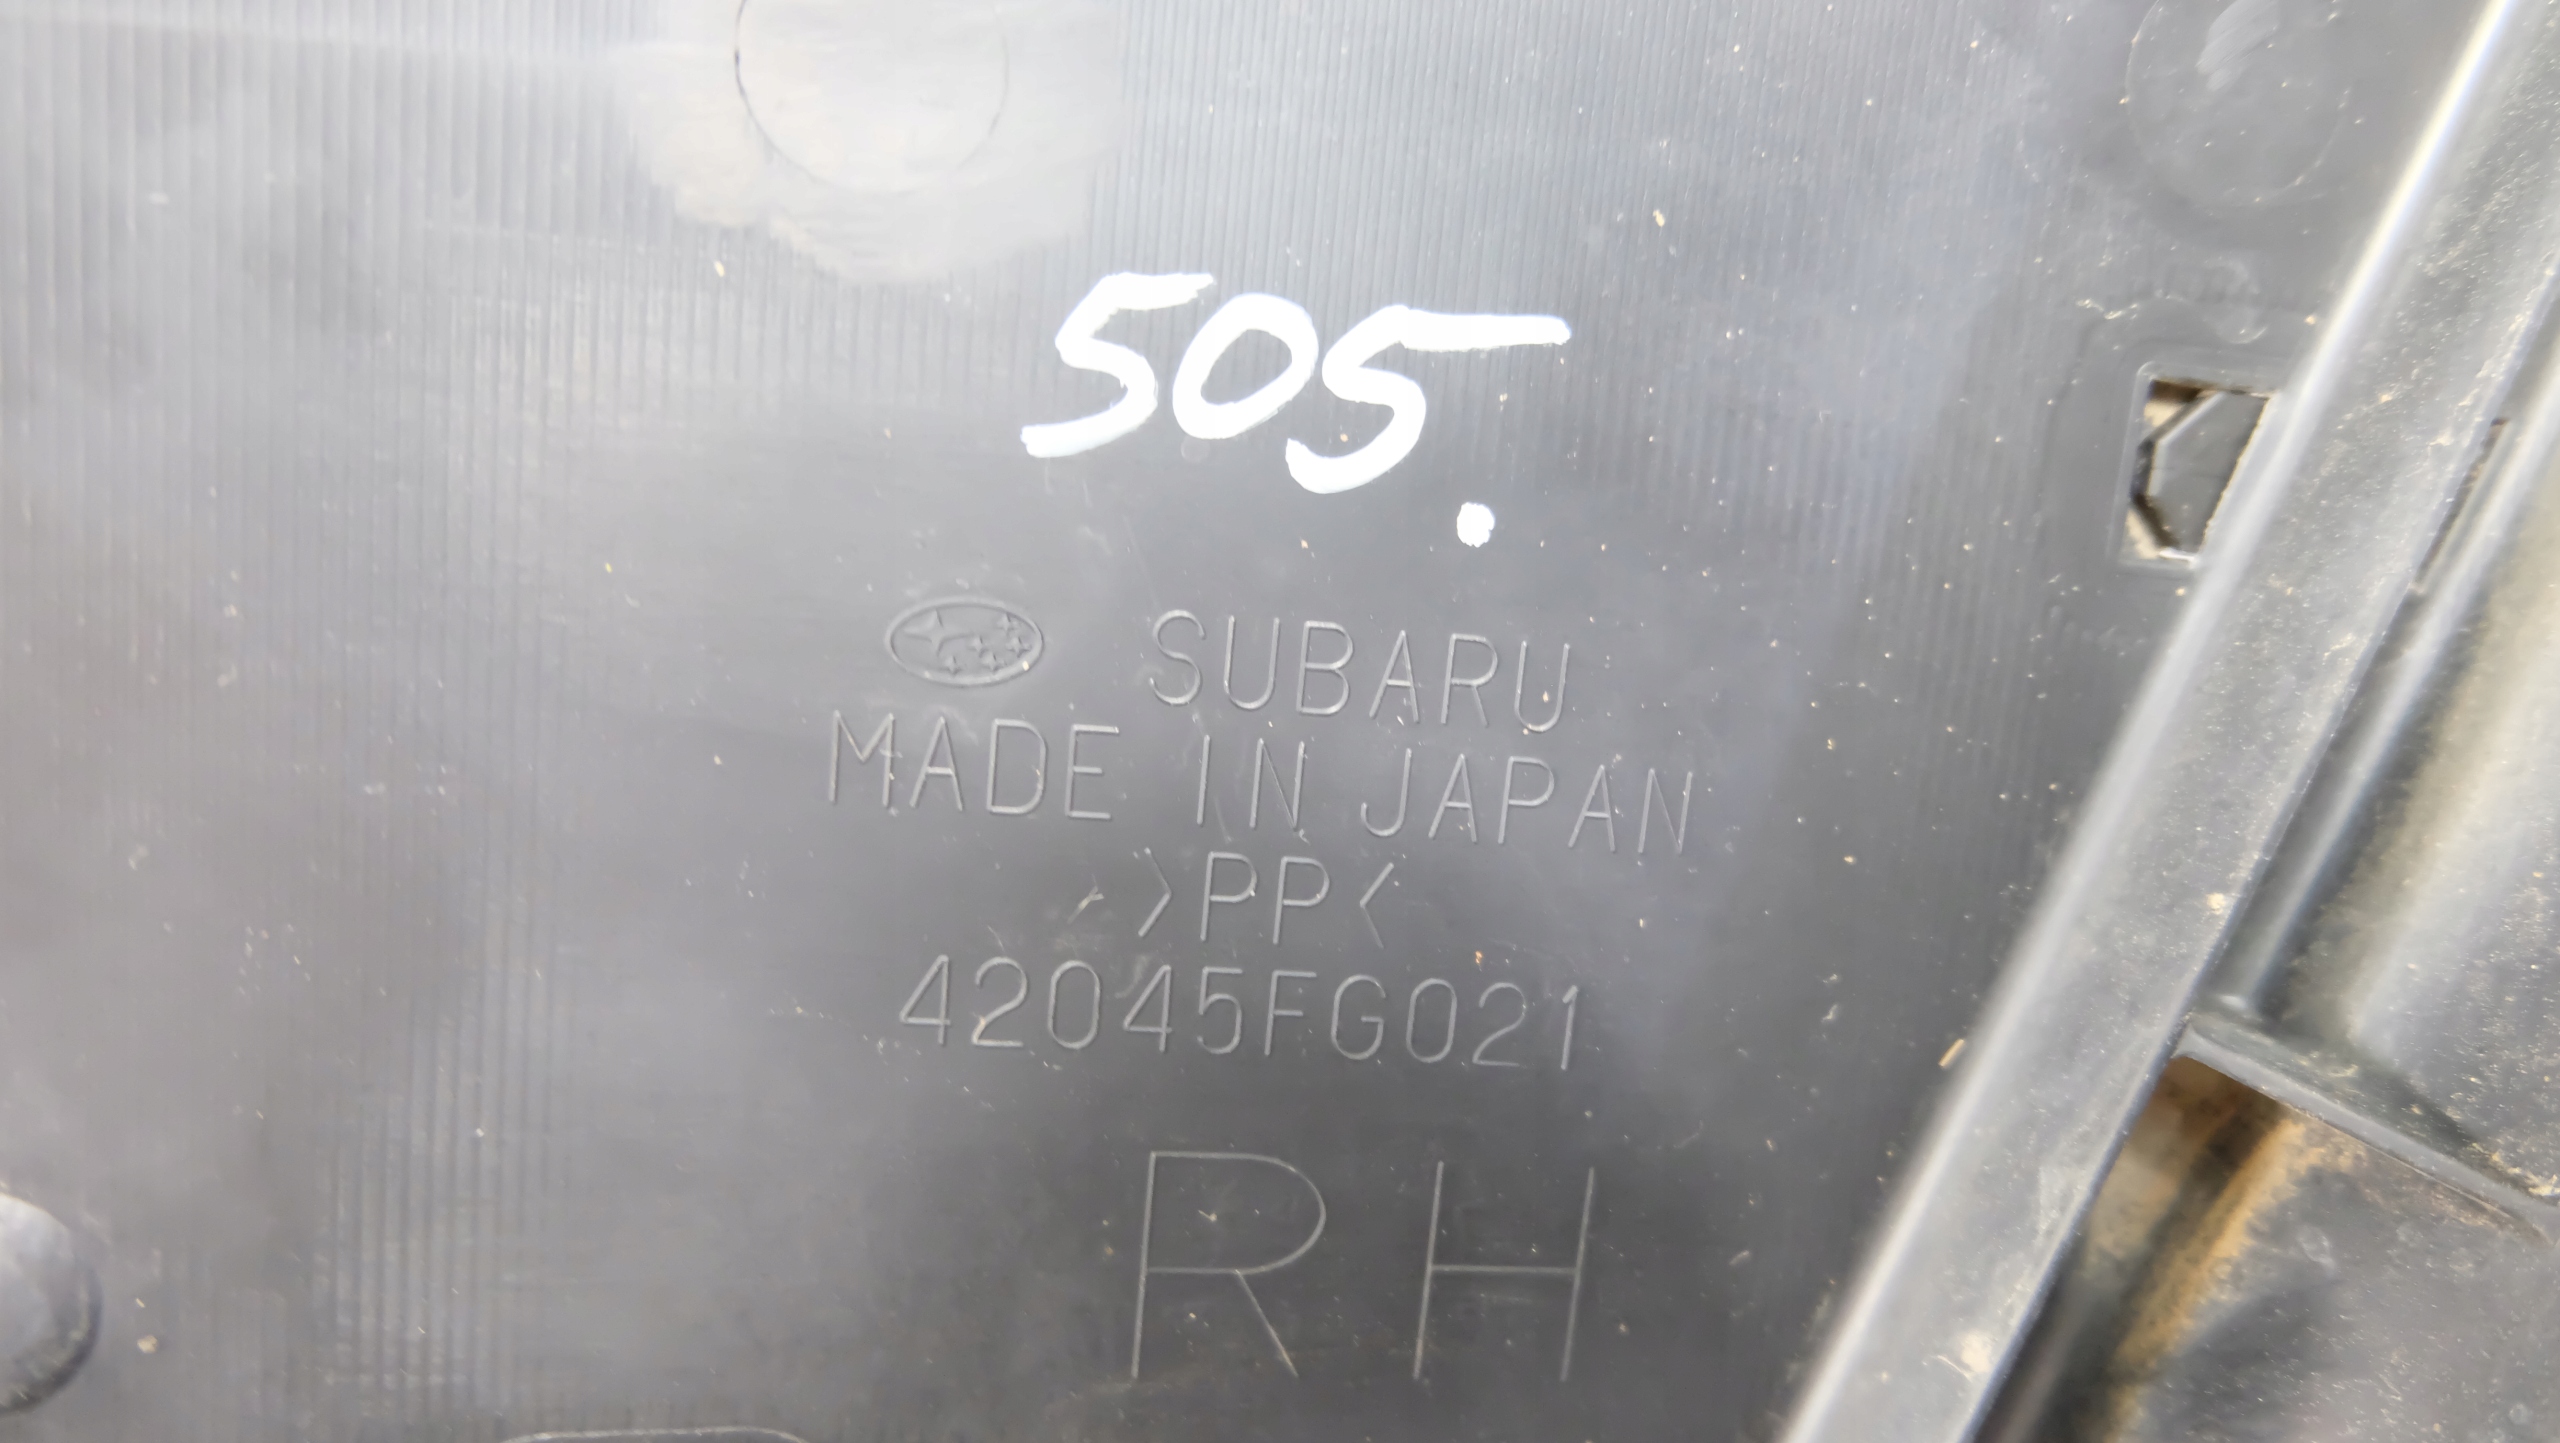 505.
SUBARU
MADE IN JAPAN
>PP<
42045FG021
RH